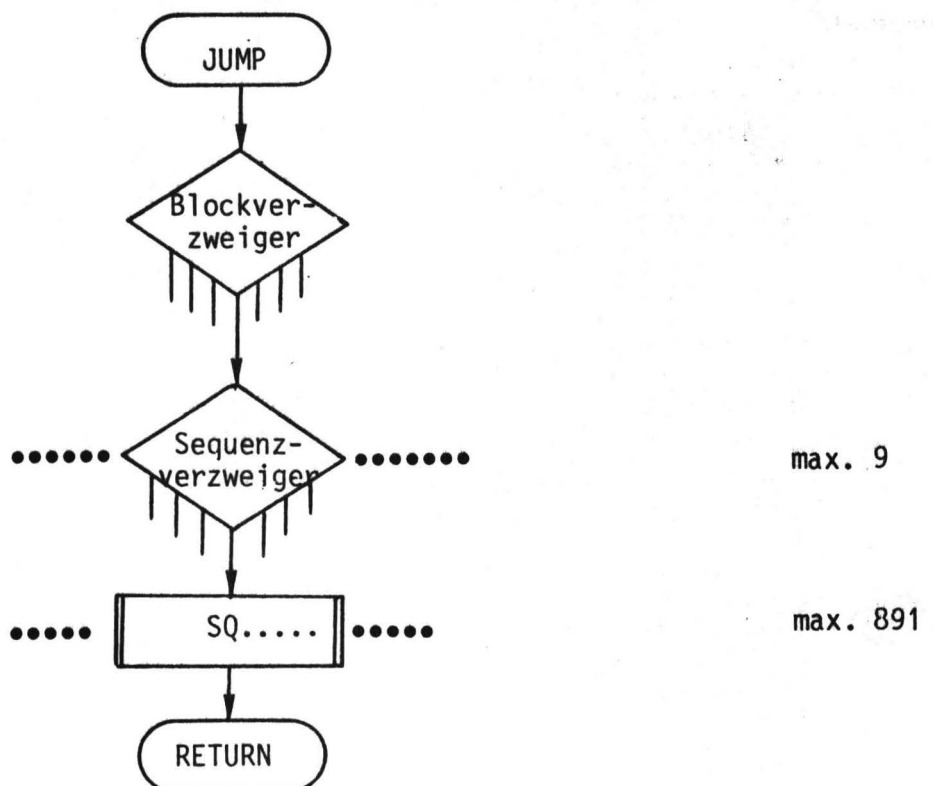 JUMP
Blockver-
zweiger
Sequenz-
verzweiger
max. 9
SQ.....
max. 891
RETURN